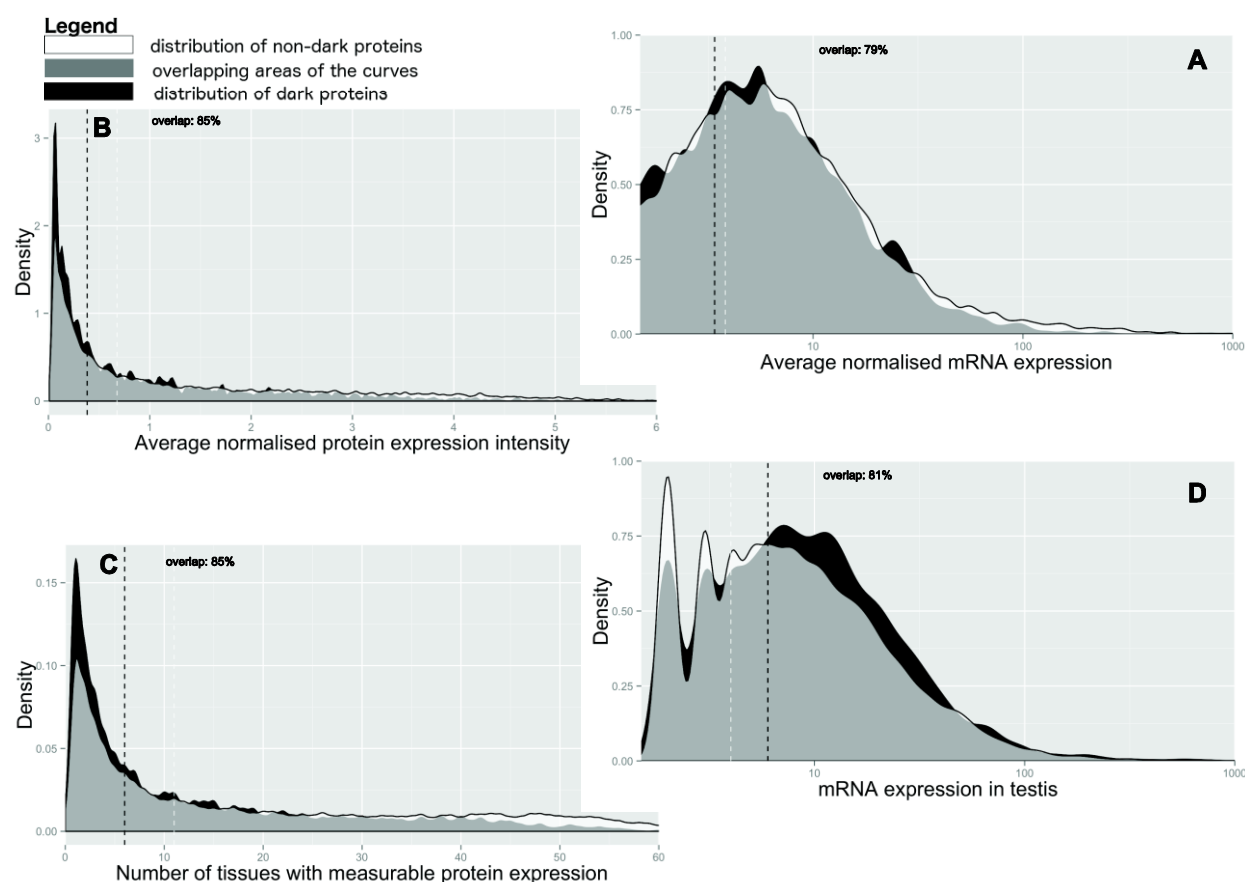 Legend
distribution of non-dark proteins
overlapping areas of the curves
distribution of dark proteins
B
overlap: 85%
Density
3
2
1
0
0 1 2 3 4 5 6
Average normalised protein expression intensity
A
overlap: 79%
Density
1.00
0.75
0.50
0.25
0.00
10 100 1000
Average normalised mRNA expression
C
overlap: 85%
Density
0.15
0.10
0.05
0.00
0 10 20 30 40 50 60
Number of tissues with measurable protein expression
D
overlap: 81%
Density
1.00
0.75
0.50
0.25
0.00
10 100 1000
mRNA expression in testis